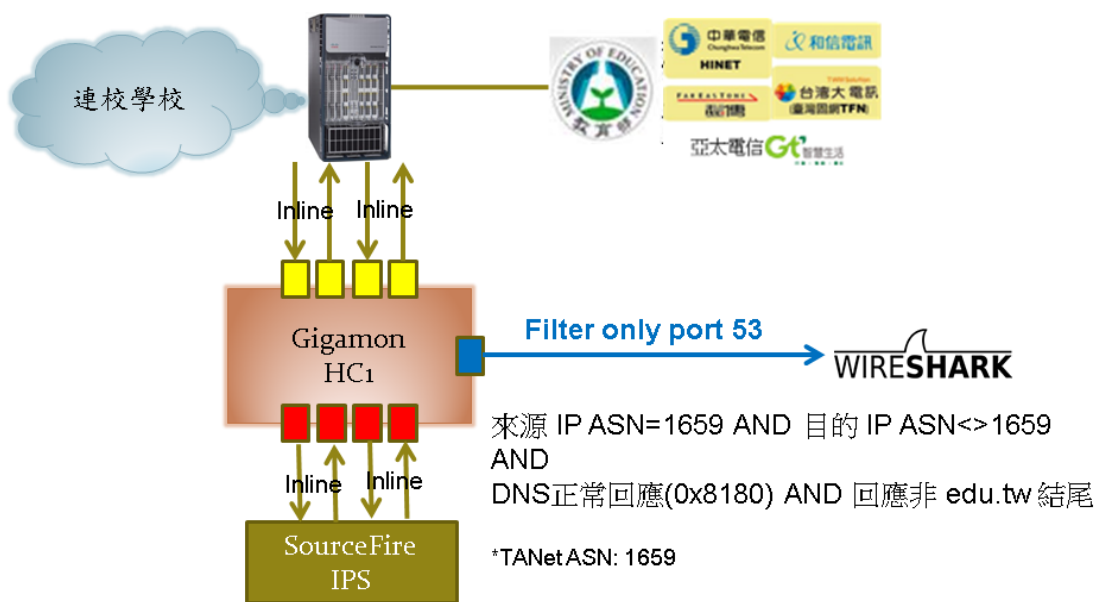 連校學校
MINISTRY OF EDUCATION
教育部
中華電信
Chunghwa Telecom
HINET
和信電訊
FAREASTONE
遠傳
台灣大電訊
(臺灣固網TFN)
亞太電信 Gt 智慧生活
Inline
Inline
Gigamon
HC1
Filter only port 53
WIRESHARK
Inline
Inline
SourceFire
IPS
來源 IP ASN=1659 AND 目的 IP ASN<>1659
AND
DNS正常回應(0x8180) AND 回應非 edu.tw 結尾
*TANet ASN: 1659